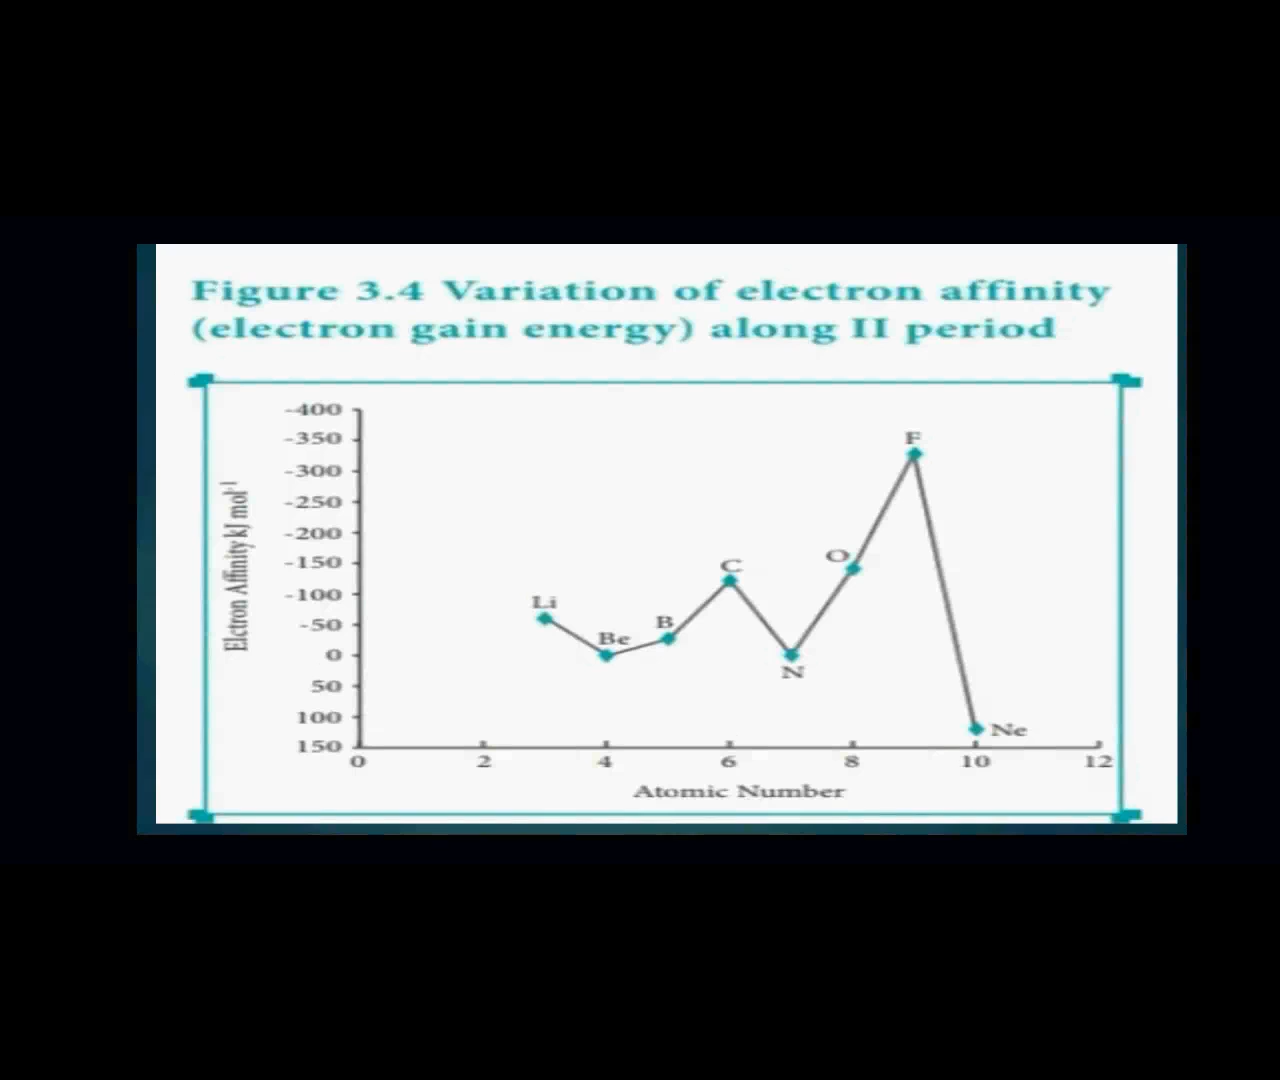 Figure 3.4 Variation of electron affinity
(electron gain energy) along II period
Elctron Affinity kJ mol-1
-400
-350
-300
-250
-200
-150
-100
-50
0
50
100
150
Li
Be
B
C
N
O
F
Ne
0 2 4 6 8 10 12
Atomic Number